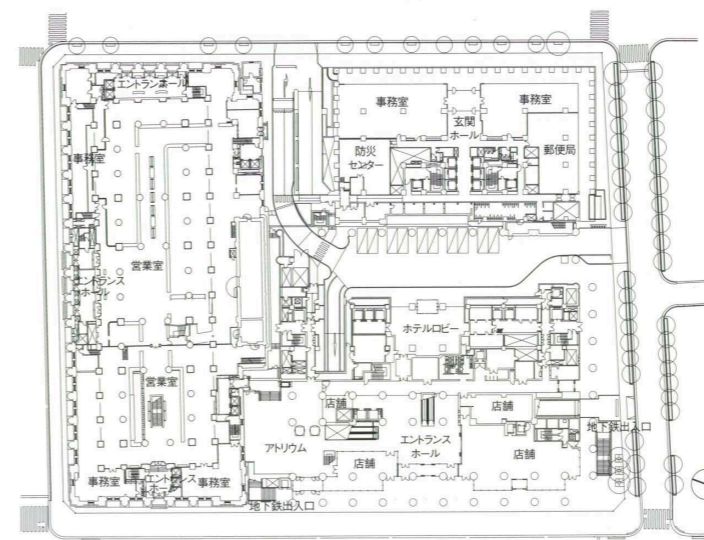 エントランスホール
事務室
事務室
玄関
ホール
事務室
防災
センター
郵便局
事務室
営業室
エントランス
ホール
ホテルロビー
営業室
店舗
アトリウム
エントランス
ホール
店舗
店舗
店舗
地下鉄出入口
事務室
エントランス
ホール
事務室
地下鉄出入口